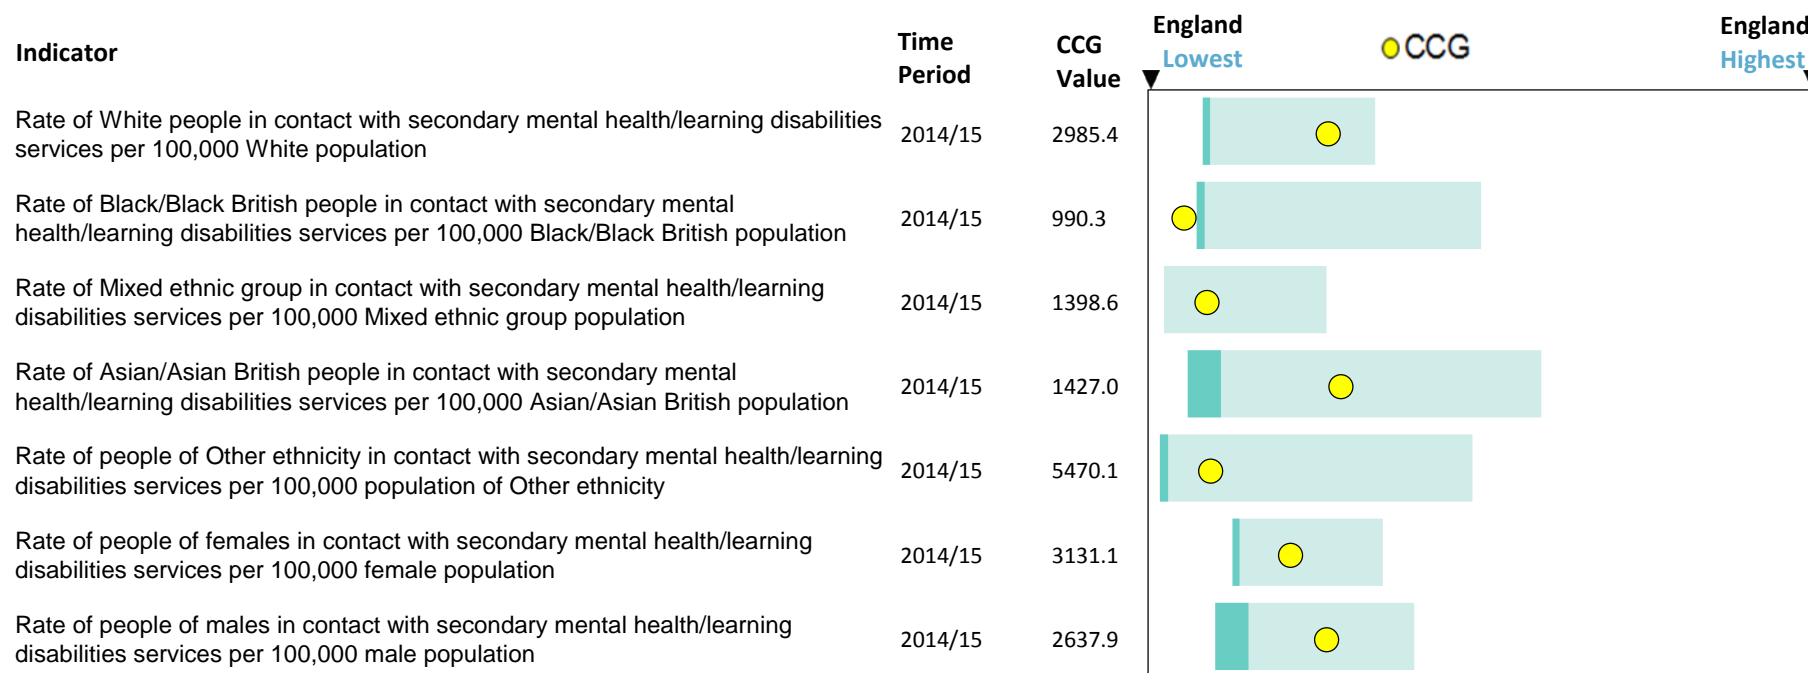 Indicator
Time
Period
CCG
Value
England
Lowest
CCG
England
Highest
Rate of White people in contact with secondary mental health/learning disabilities
services per 100,000 White population
2014/15
2985.4
Rate of Black/Black British people in contact with secondary mental
health/learning disabilities services per 100,000 Black/Black British population
2014/15
990.3
Rate of Mixed ethnic group in contact with secondary mental health/learning
disabilities services per 100,000 Mixed ethnic group population
2014/15
1398.6
Rate of Asian/Asian British people in contact with secondary mental
health/learning disabilities services per 100,000 Asian/Asian British population
2014/15
1427.0
Rate of people of Other ethnicity in contact with secondary mental health/learning
disabilities services per 100,000 population of Other ethnicity
2014/15
5470.1
Rate of people of females in contact with secondary mental health/learning
disabilities services per 100,000 female population
2014/15
3131.1
Rate of people of males in contact with secondary mental health/learning
disabilities services per 100,000 male population
2014/15
2637.9